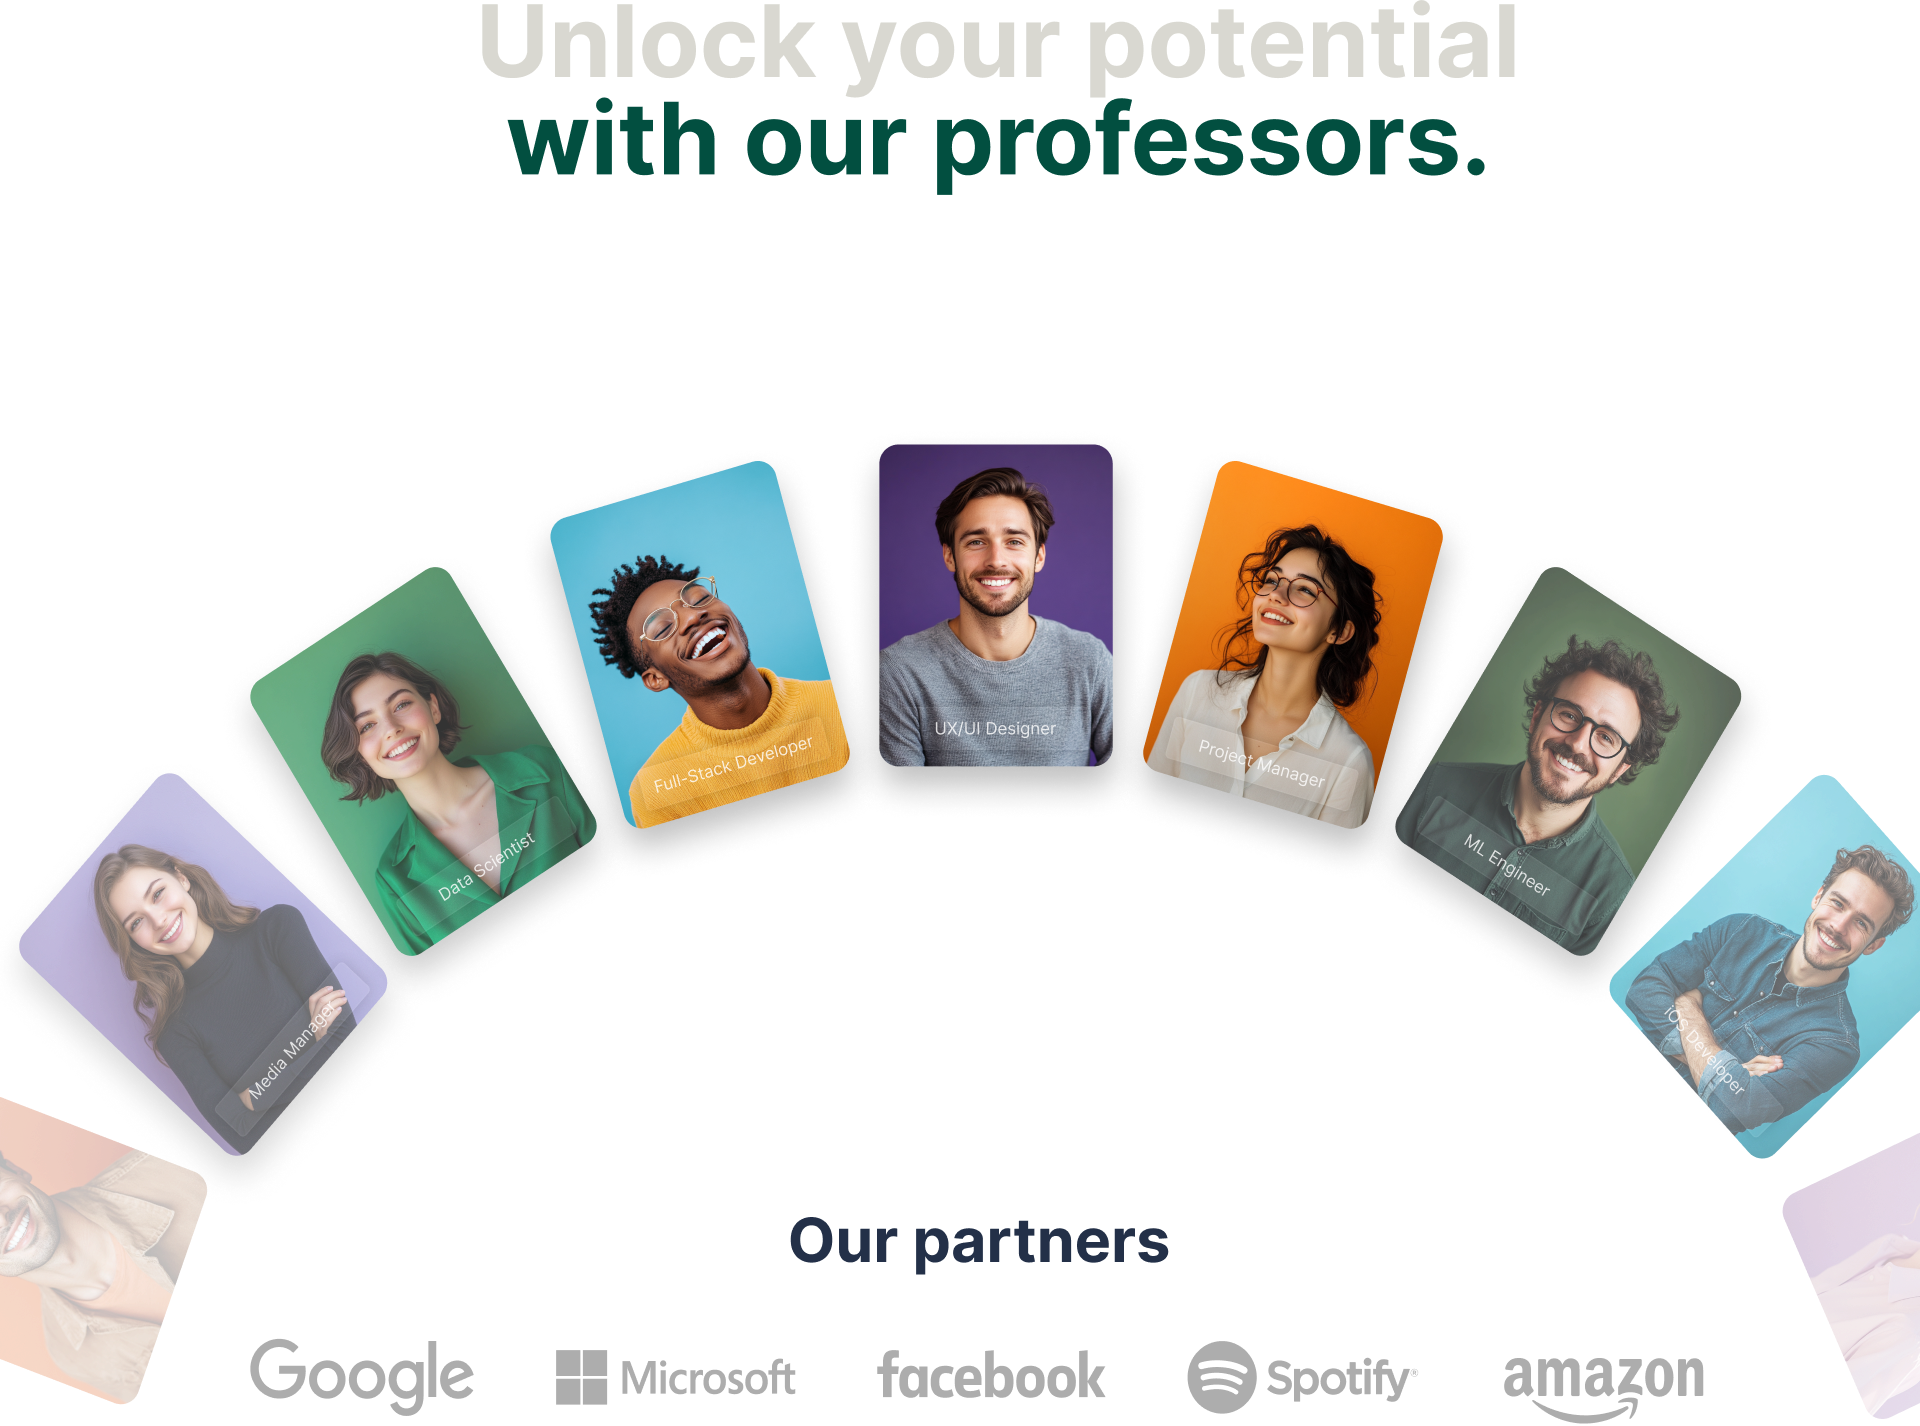 Unlock your potential
with our professors.
UX/UI Designer
Full-Stack Developer
Project Manager
Data Scientist
ML Engineer
Media Manager
iOS Developer
Our partners
Google
Microsoft
facebook
Spotify®
amazon